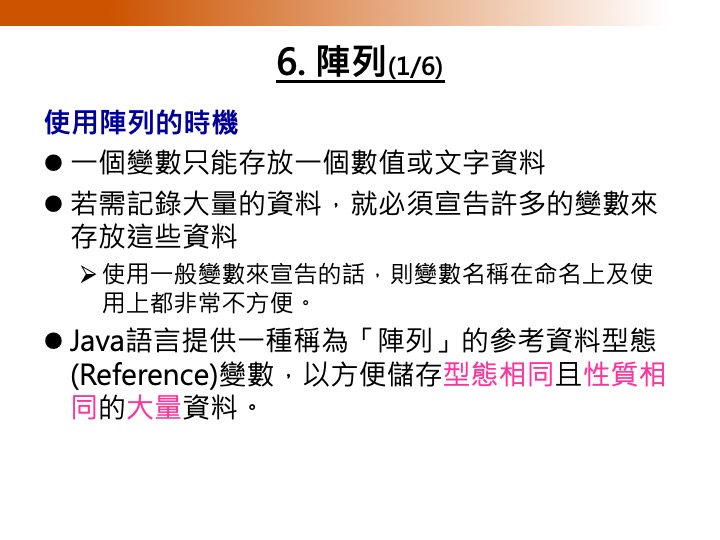 6. 陣列(1/6)
使用陣列的時機
● 一個變數只能存放一個數值或文字資料
● 若需記錄大量的資料，就必須宣告許多的變數來
存放這些資料
➢ 使用一般變數來宣告的話，則變數名稱在命名上及使
用上都非常不方便。
● Java語言提供一種稱為「陣列」的參考資料型態
(Reference)變數，以方便儲存型態相同且性質相
同的大量資料。